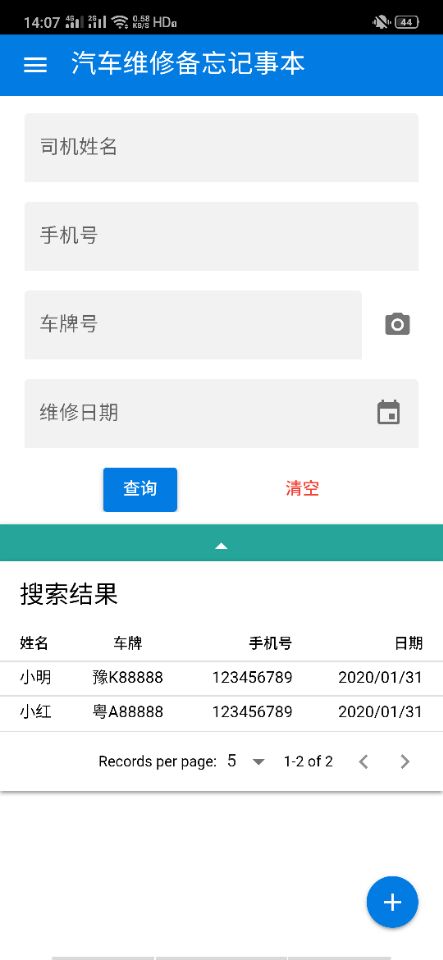 14:07 4G 2G 0.58 KB/S HD 44
汽车维修备忘记事本
司机姓名
手机号
车牌号
维修日期
查询 清空
搜索结果
姓名 车牌 手机号 日期
小明 豫K88888 123456789 2020/01/31
小红 粤A88888 123456789 2020/01/31
Records per page: 5 1-2 of 2